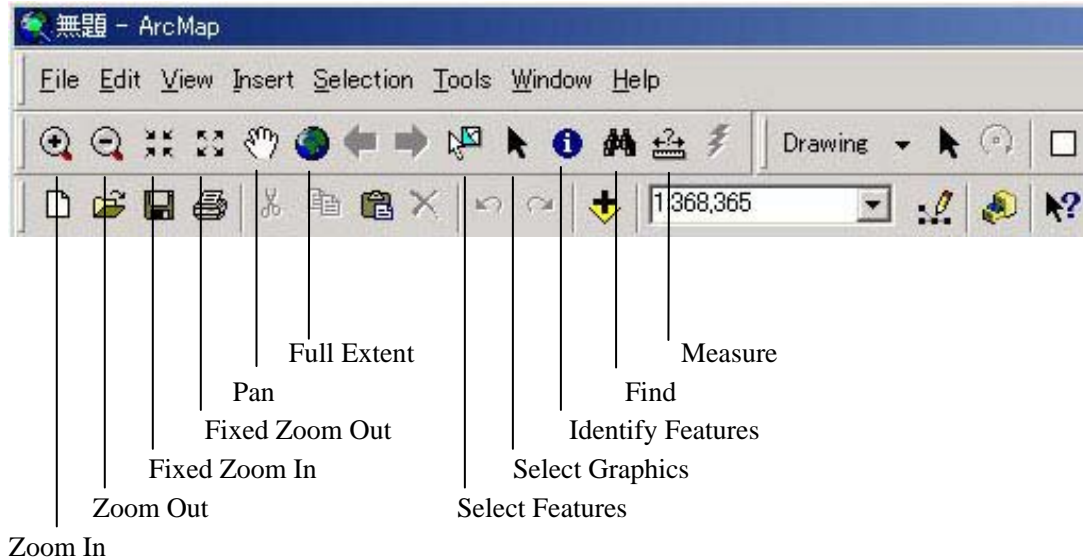 無題 - ArcMap
File Edit View Insert Selection Tools Window Help
Drawing
1:368,365
Full Extent
Measure
Pan
Find
Fixed Zoom Out
Identify Features
Fixed Zoom In
Select Graphics
Zoom Out
Select Features
Zoom In